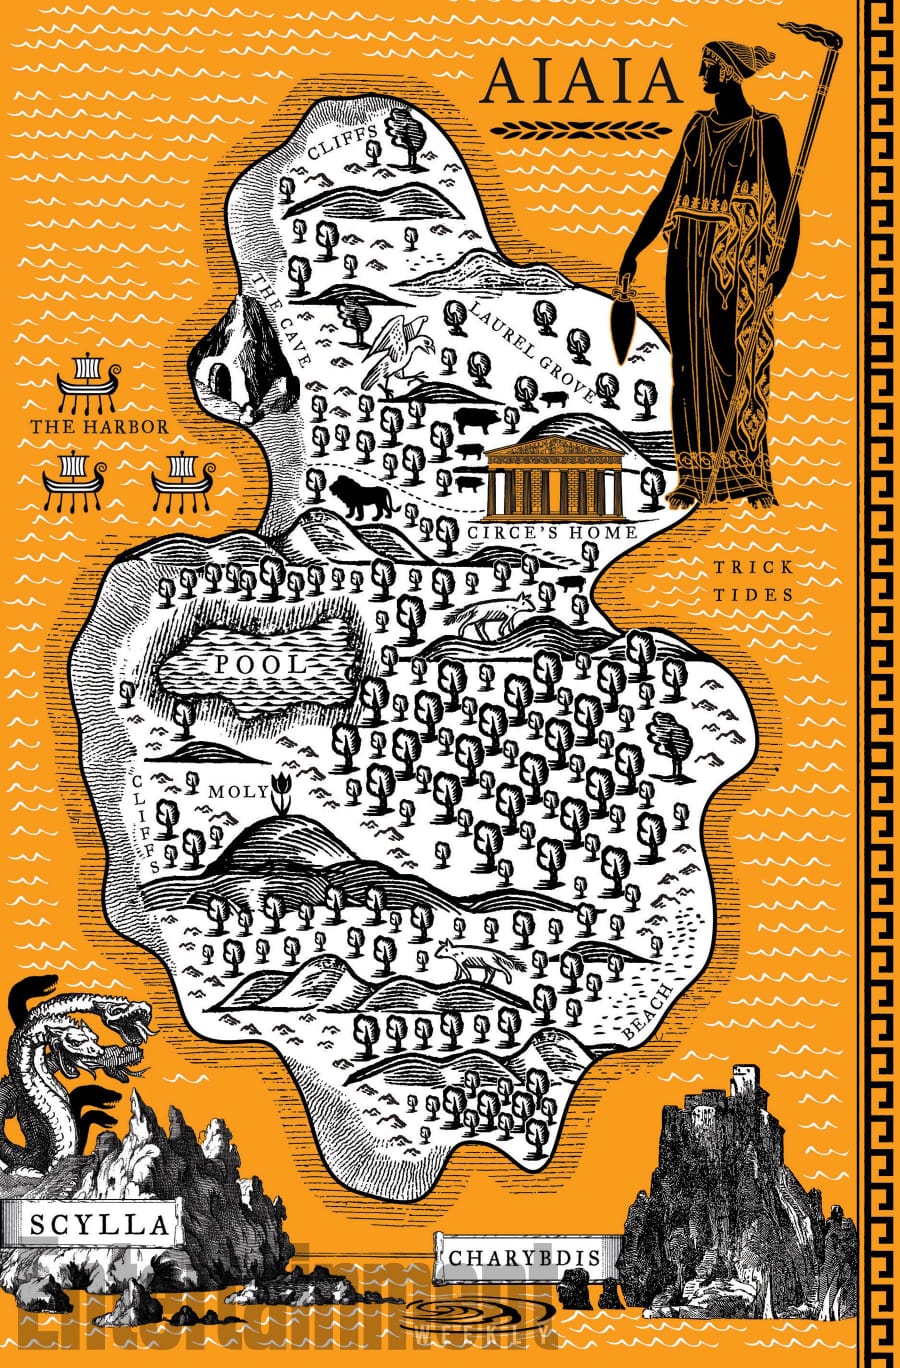 AIAIA
CLIFFS
THE CAVE
LAUREL GROVE
THE HARBOR
CIRCE'S HOME
TRICK
TIDES
POOL
MOLY
CLIFFS
BEACH
SCYLLA
CHARYBDIS
Entertainment
WEEKLY